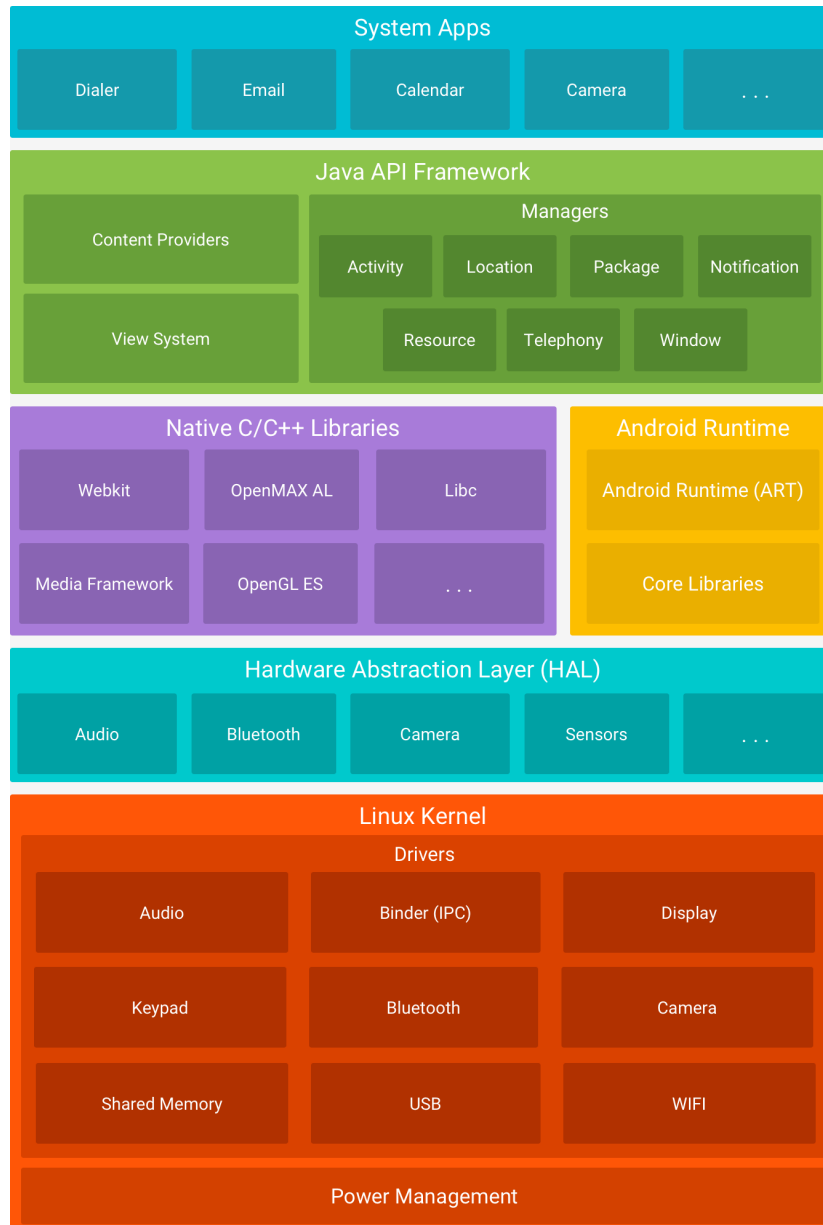 System Apps
Dialer
Email
Calendar
Camera
. . .
Java API Framework
Content Providers
View System
Managers
Activity
Location
Package
Notification
Resource
Telephony
Window
Native C/C++ Libraries
Webkit
OpenMAX AL
Libc
Media Framework
OpenGL ES
. . .
Android Runtime
Android Runtime (ART)
Core Libraries
Hardware Abstraction Layer (HAL)
Audio
Bluetooth
Camera
Sensors
. . .
Linux Kernel
Drivers
Audio
Binder (IPC)
Display
Keypad
Bluetooth
Camera
Shared Memory
USB
WIFI
Power Management